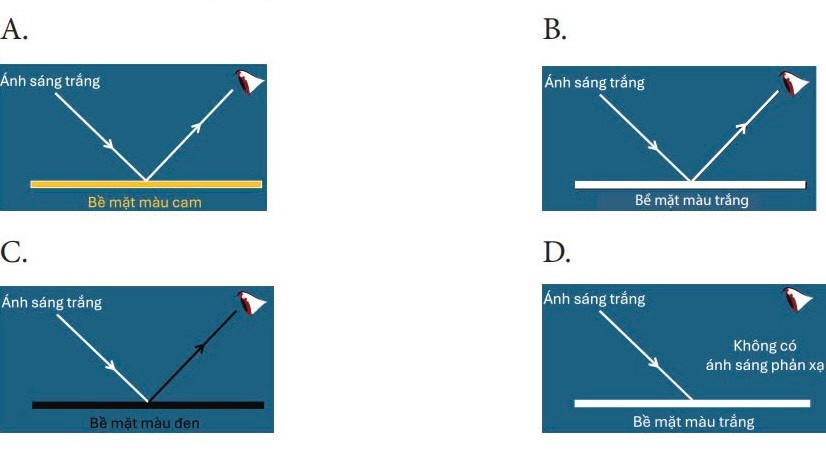 A.
B.
Ánh sáng trắng
Bề mặt màu cam
Ánh sáng trắng
Bề mặt màu trắng
C.
D.
Ánh sáng trắng
Bề mặt màu đen
Ánh sáng trắng
Không có
ánh sáng phản xạ
Bề mặt màu trắng